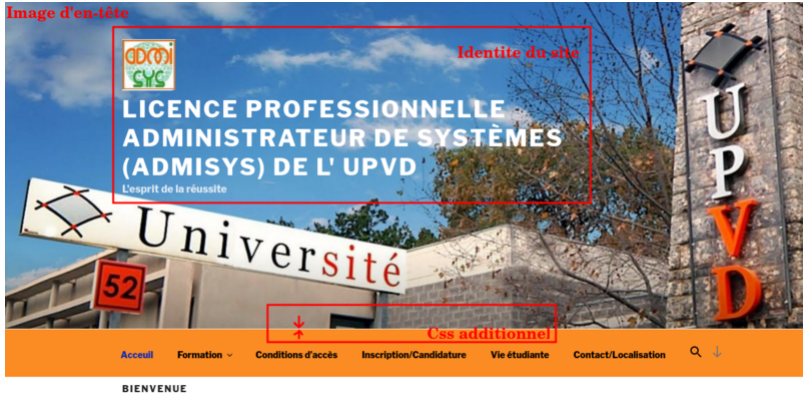 Image d'en-tête
Identite du site
ADMI
SYS
LICENCE PROFESSIONNELLE
ADMINISTRATEUR DE SYSTÈMES
(ADMISYS) DE L' UPVD
L'esprit de la réussite
Université
52
UPVD
Css additionnel
Acceuil Formation Conditions d'accès Inscription/Candidature Vie étudiante Contact/Localisation
BIENVENUE